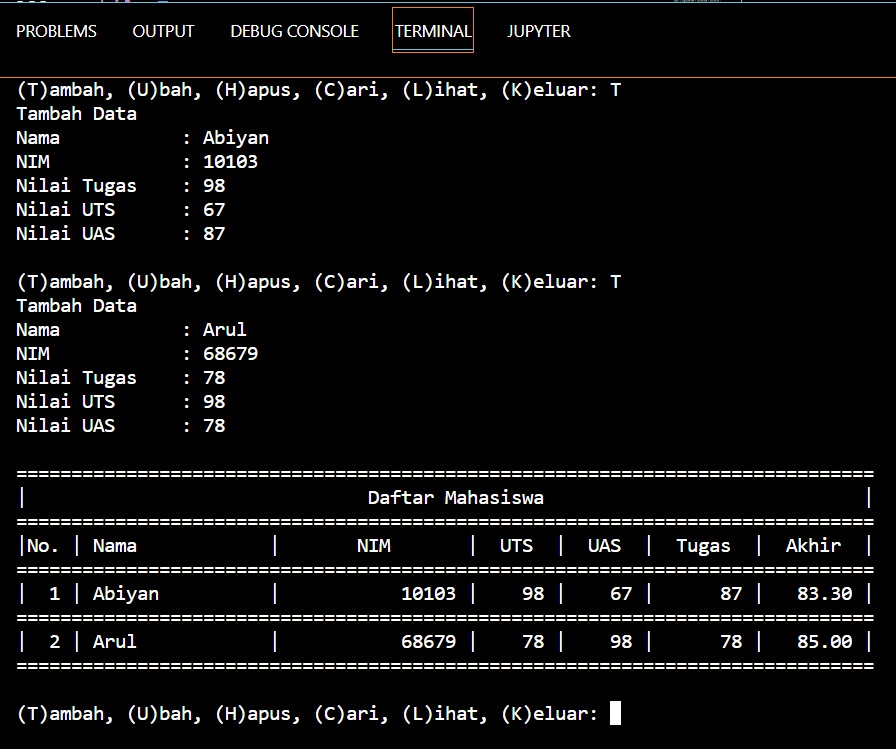 PROBLEMS OUTPUT DEBUG CONSOLE TERMINAL JUPYTER
(T)ambah, (U)bah, (H)apus, (C)ari, (L)ihat, (K)eluar: T
Tambah Data
Nama : Abiyan
NIM : 10103
Nilai Tugas : 98
Nilai UTS : 67
Nilai UAS : 87
(T)ambah, (U)bah, (H)apus, (C)ari, (L)ihat, (K)eluar: T
Tambah Data
Nama : Arul
NIM : 68679
Nilai Tugas : 78
Nilai UTS : 98
Nilai UAS : 78
==============================================================================
| Daftar Mahasiswa |
==============================================================================
|No. | Nama | NIM | UTS | UAS | Tugas | Akhir |
==============================================================================
| 1 | Abiyan | 10103 | 98 | 67 | 87 | 83.30 |
==============================================================================
| 2 | Arul | 68679 | 78 | 98 | 78 | 85.00 |
==============================================================================
(T)ambah, (U)bah, (H)apus, (C)ari, (L)ihat, (K)eluar: